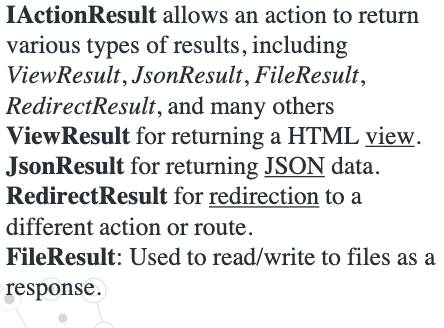 IActionResult allows an action to return
various types of results, including
ViewResult, JsonResult, FileResult,
RedirectResult, and many others
ViewResult for returning a HTML view.
JsonResult for returning JSON data.
RedirectResult for redirection to a
different action or route.
FileResult: Used to read/write to files as a
response.